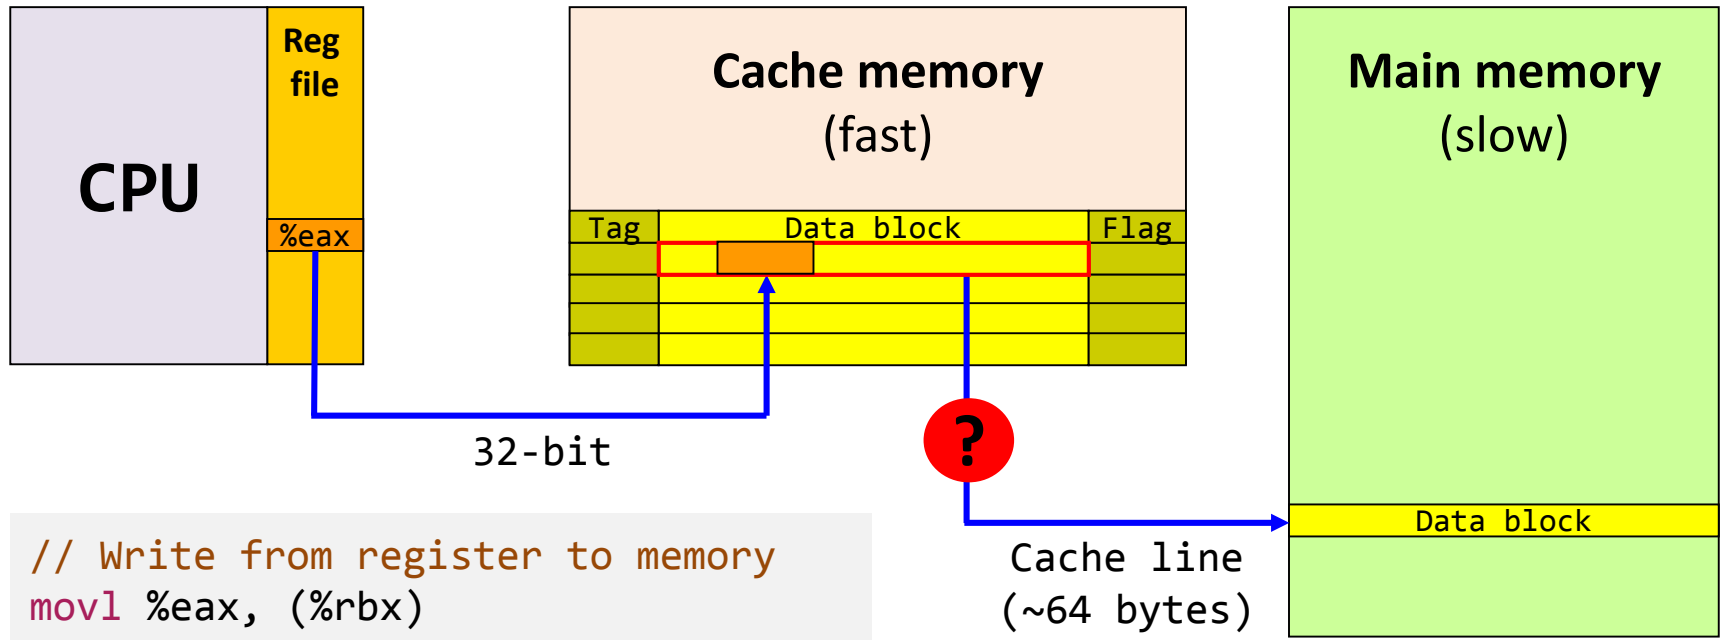 CPU
Reg
file
%eax
Cache memory
(fast)
Tag
Data block
Flag
Main memory
(slow)
Data block
32-bit
?
Cache line
(~64 bytes)
// Write from register to memory
movl %eax, (%rbx)